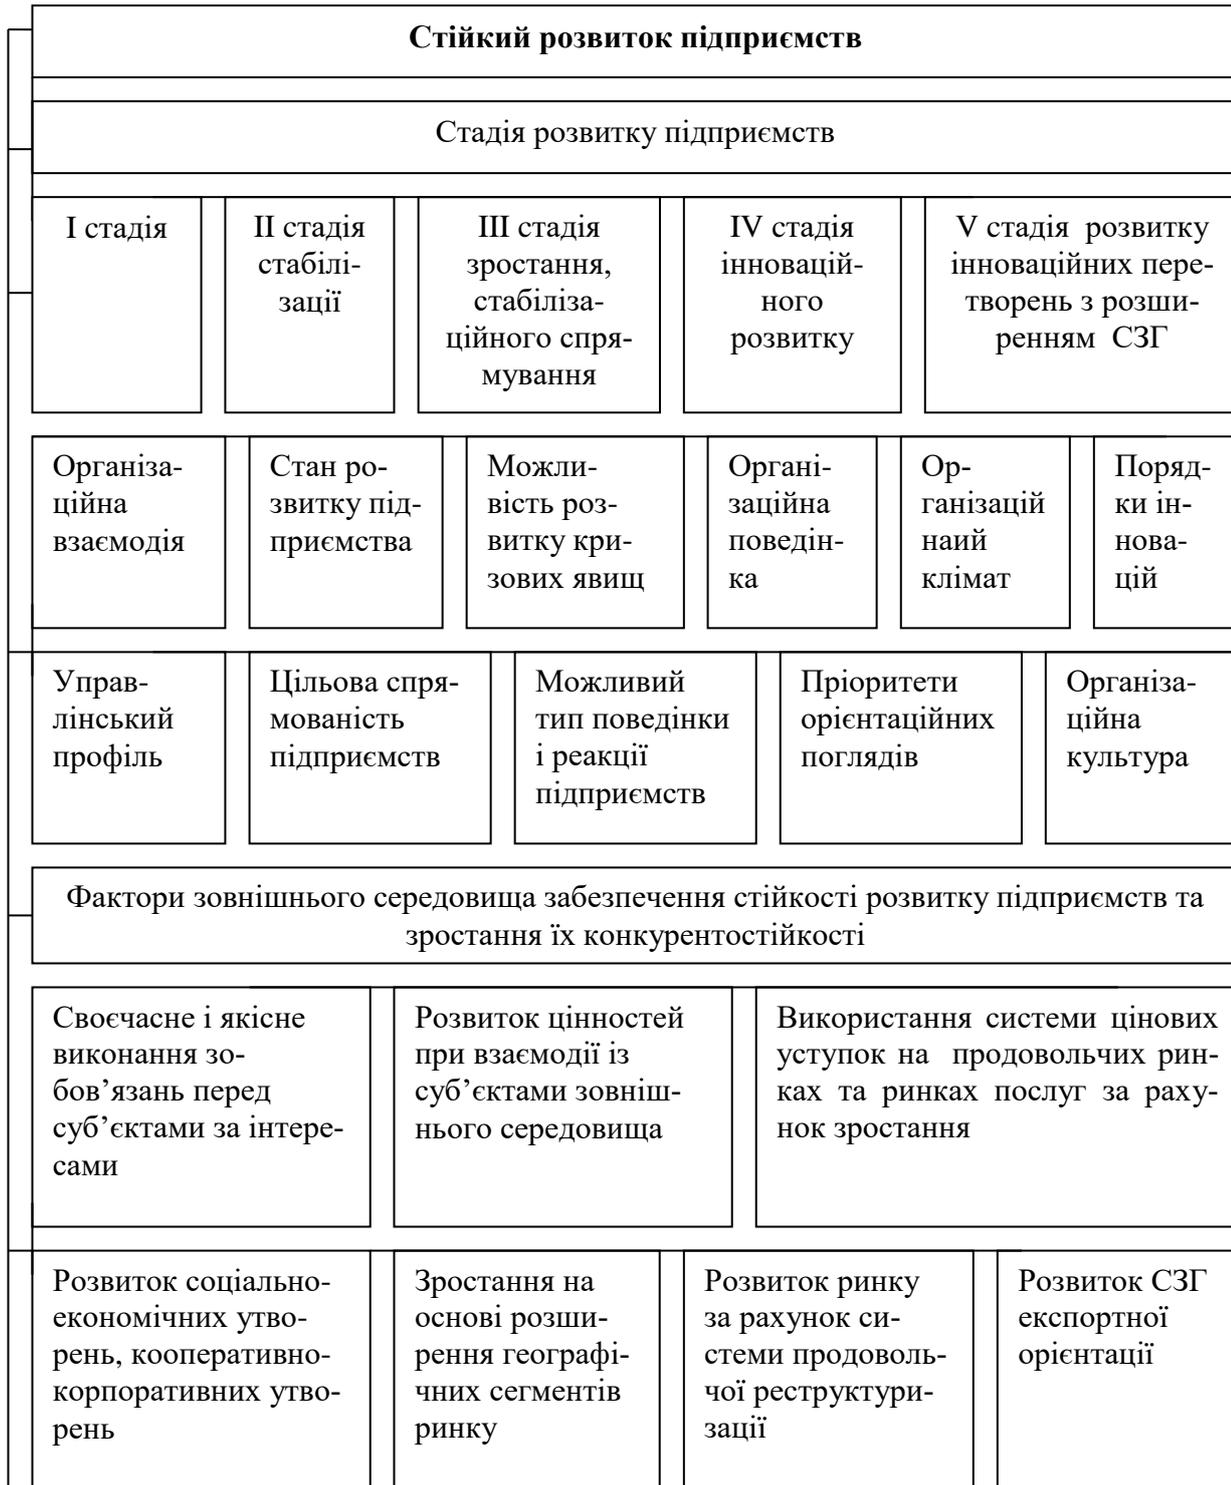 Стійкий розвиток підприємств
Стадія розвитку підприємств
І стадія
ІІ стадія
стабілі-
зації
ІІІ стадія
зростання,
стабіліза-
ційного спря-
мування
IV стадія
інноваций-
ного
розвитку
V стадія розвитку
інноваційних пере-
творень з розши-
ренням СЗГ
Організа-
ційна
взаємодія
Стан ро-
звитку під-
приємства
Можли-
вість роз-
витку кри-
зових явищ
Органі-
заційна
поведін-
ка
Ор-
ганізацій
наий
клімат
Поряд-
ки ін-
нова-
цій
Управ-
лінський
профіль
Цільова спря-
мованість
підприємств
Можливий
тип поведінки
і реакції
підприємств
Пріоритети
орієнтаційних
поглядів
Організа-
ційна
культура
Фактори зовнішнього середовища забезпечення стійкості розвитку підприємств та
зростання їх конкурентостійкості
Своєчасне і якісне
виконання зо-
бов’язань перед
суб’єктами за інтере-
сами
Розвиток цінностей
при взаємодії із
суб’єктами зовніш-
нього середовища
Використання системи цінових
уступок на продовольчих рин-
ках та ринках послуг за раху-
нок зростання
Розвиток соціально-
економічних утво-
рень, кооперативно-
корпоративних утво-
рень
Зростання на
основі розши-
рення географі-
чних сегментів
ринку
Розвиток ринку
за рахунок си-
стеми продоволь-
чої реструктури-
зації
Розвиток СЗГ
експортної
орієнтації